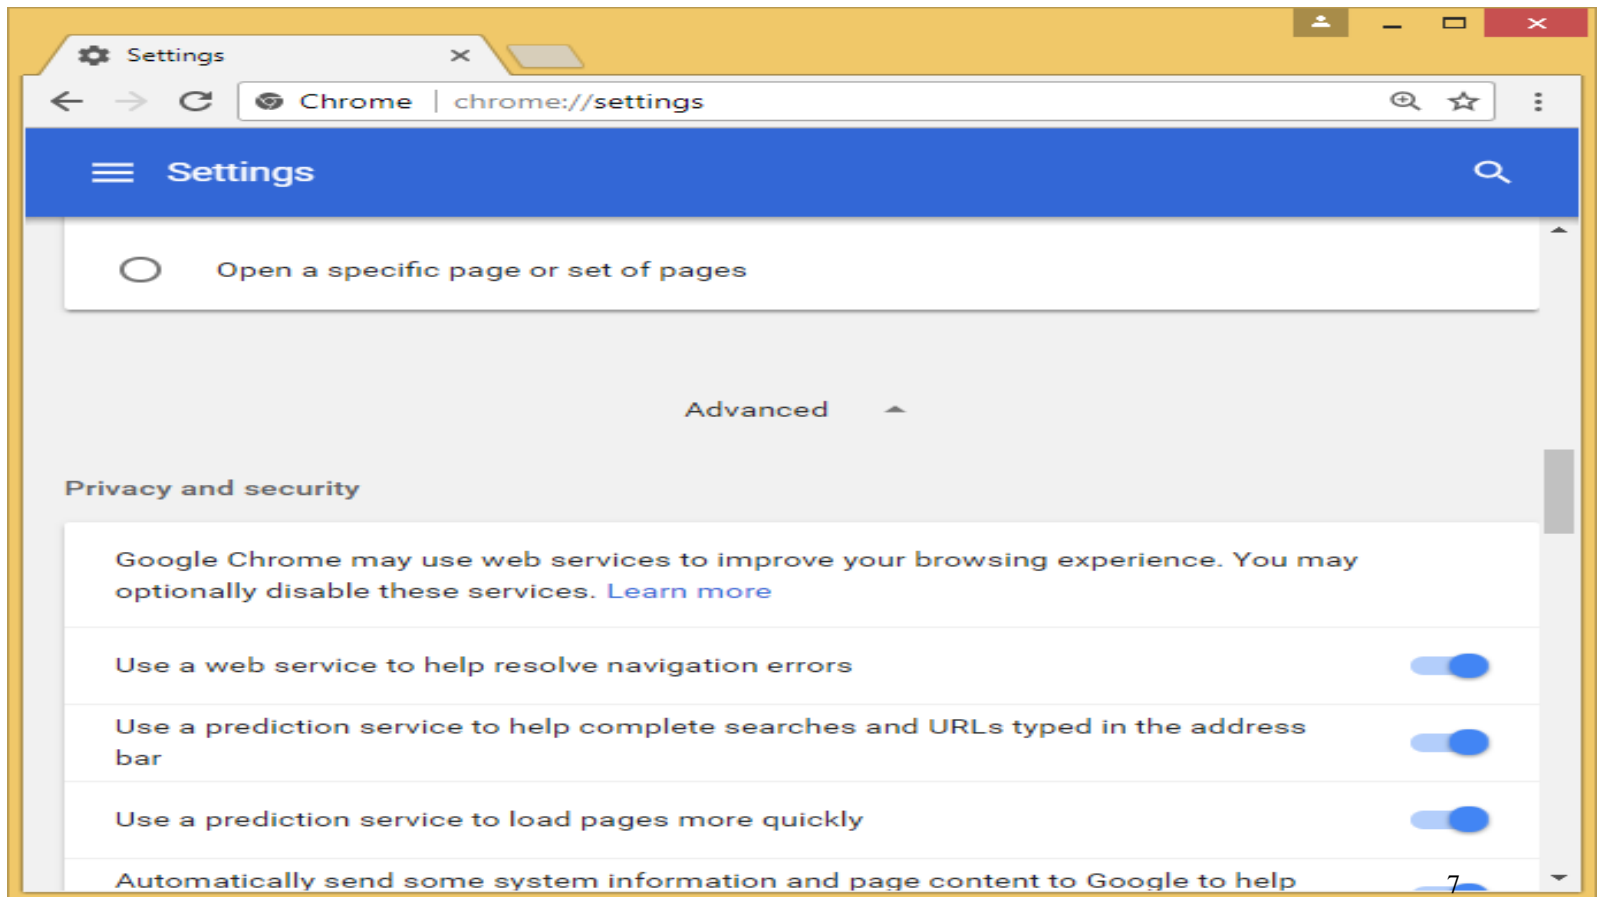 Settings
Chrome | chrome://settings
Settings
Open a specific page or set of pages
Advanced
Privacy and security
Google Chrome may use web services to improve your browsing experience. You may
optionally disable these services. Learn more
Use a web service to help resolve navigation errors
Use a prediction service to help complete searches and URLs typed in the address
bar
Use a prediction service to load pages more quickly
Automatically send some system information and page content to Google to help
7